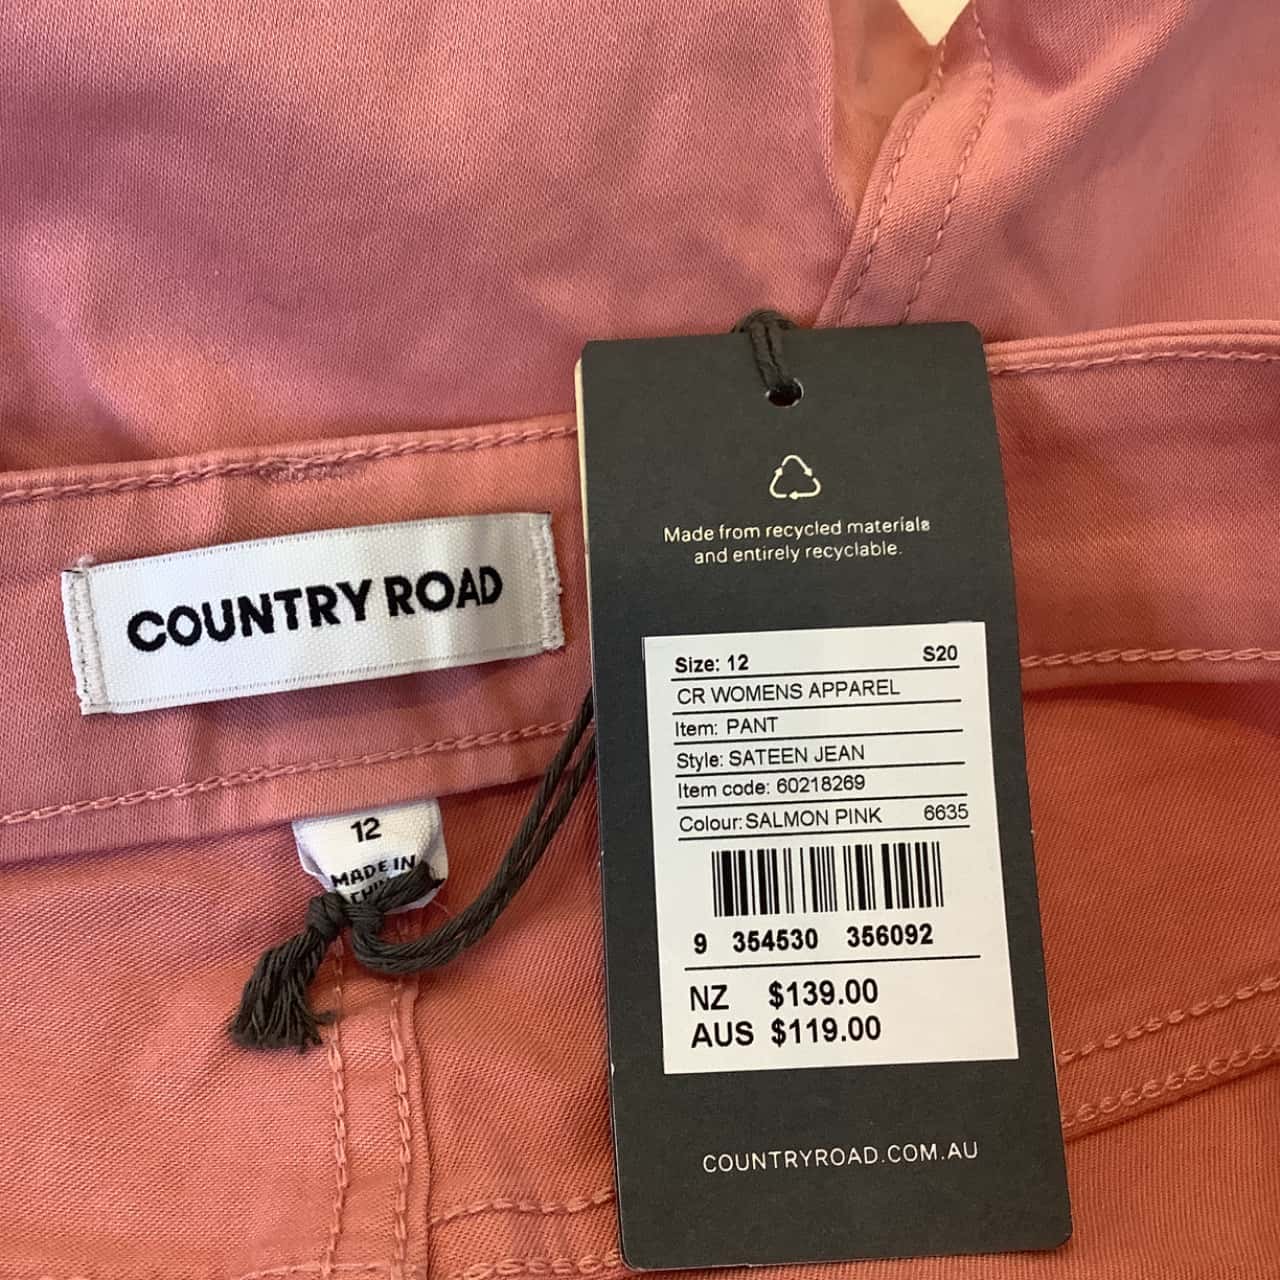 COUNTRY ROAD
12
MADE IN
Made from recycled materials
and entirely recyclable.
Size: 12 S20
CR WOMENS APPAREL
Item: PANT
Style: SATEEN JEAN
Item code: 60218269
Colour: SALMON PINK 6635
9 354530 356092
NZ $139.00
AUS $119.00
COUNTRYROAD.COM.AU